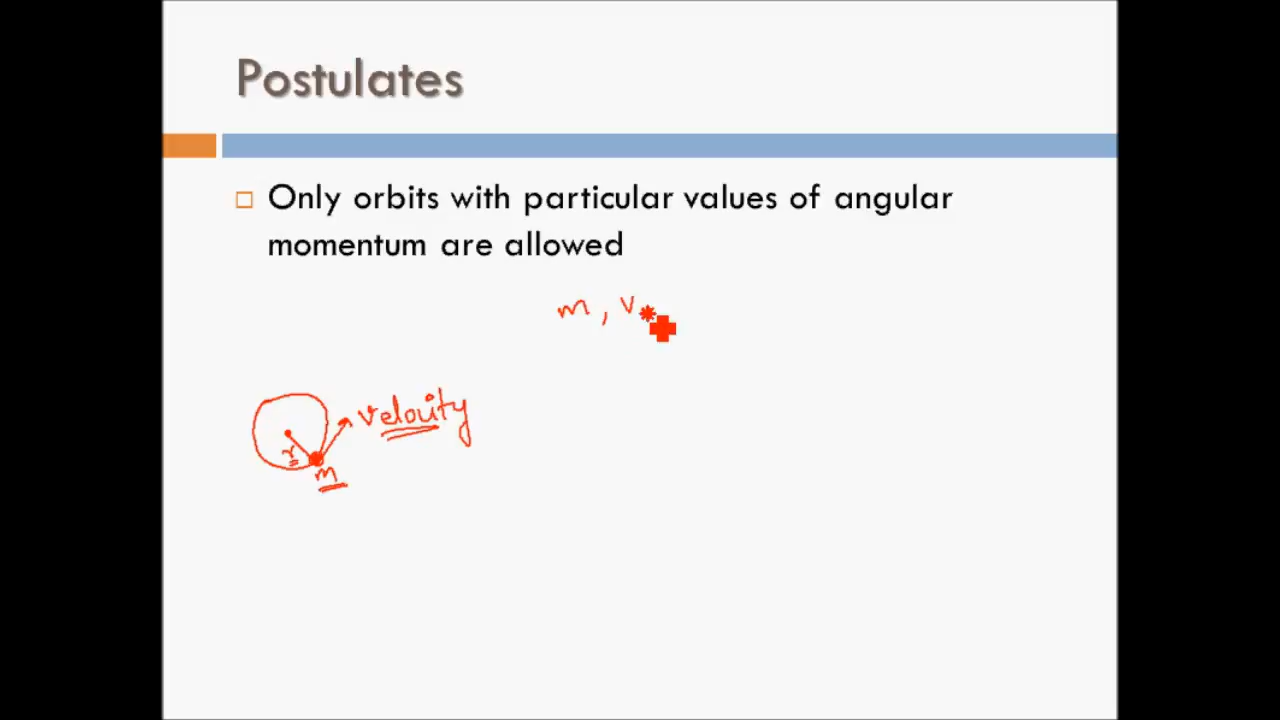 Postulates
Only orbits with particular values of angular
momentum are allowed
m , v
velocity
r
m